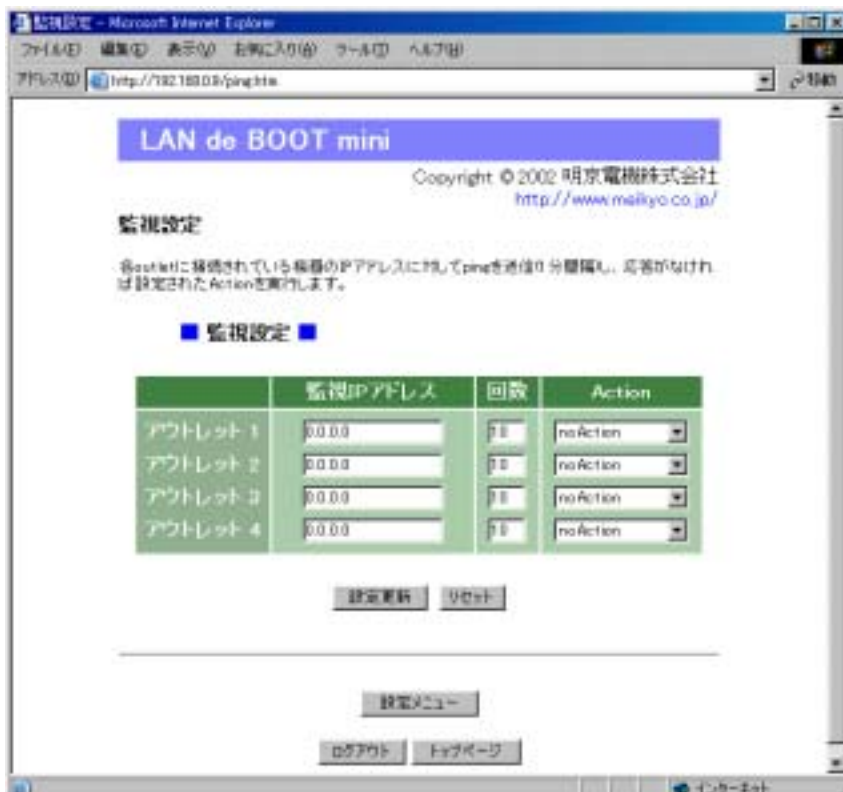 監視設定 - Microsoft Internet Explorer
ファイル(F) 編集(E) 表示(V) お気に入り(A) ツール(T) ヘルプ(H)
アドレス(D) http://192.168.0.9/ping.htm 移動
LAN de BOOT mini
Copyright © 2002 明京電機株式会社
http://www.meikyo.co.jp/
監視設定
各outletに接続されている機器のIPアドレスに対してpingを送信(1分間隔)し、応答がなけれ
ば設定されたActionを実行します。
■ 監視設定 ■
監視IPアドレス 回数 Action
アウトレット 1 0.0.0.0 10 noAction
アウトレット 2 0.0.0.0 10 noAction
アウトレット 3 0.0.0.0 10 noAction
アウトレット 4 0.0.0.0 10 noAction
設定更新 リセット
設定メニュー
ログアウト トップページ
インターネット